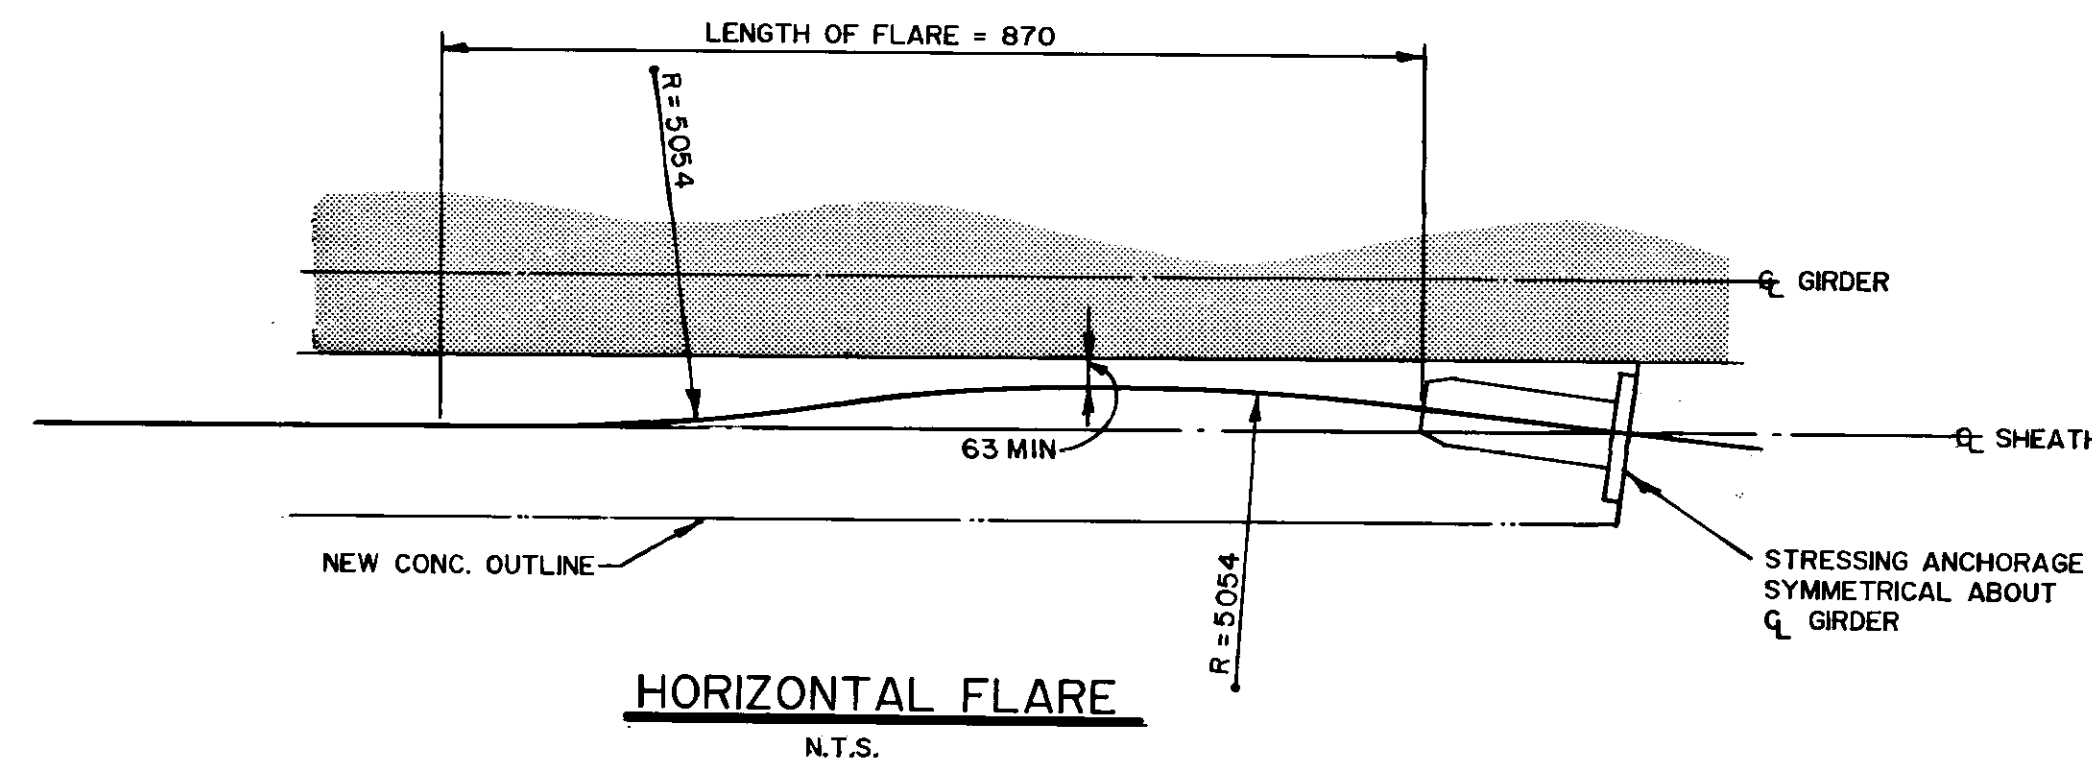 LENGTH OF FLARE = 870
R = 5054
℄ GIRDER
63 MIN
℄ SHEATH
NEW CONC. OUTLINE
R = 5054
STRESSING ANCHORAGE
SYMMETRICAL ABOUT
℄ GIRDER
HORIZONTAL FLARE
N.T.S.